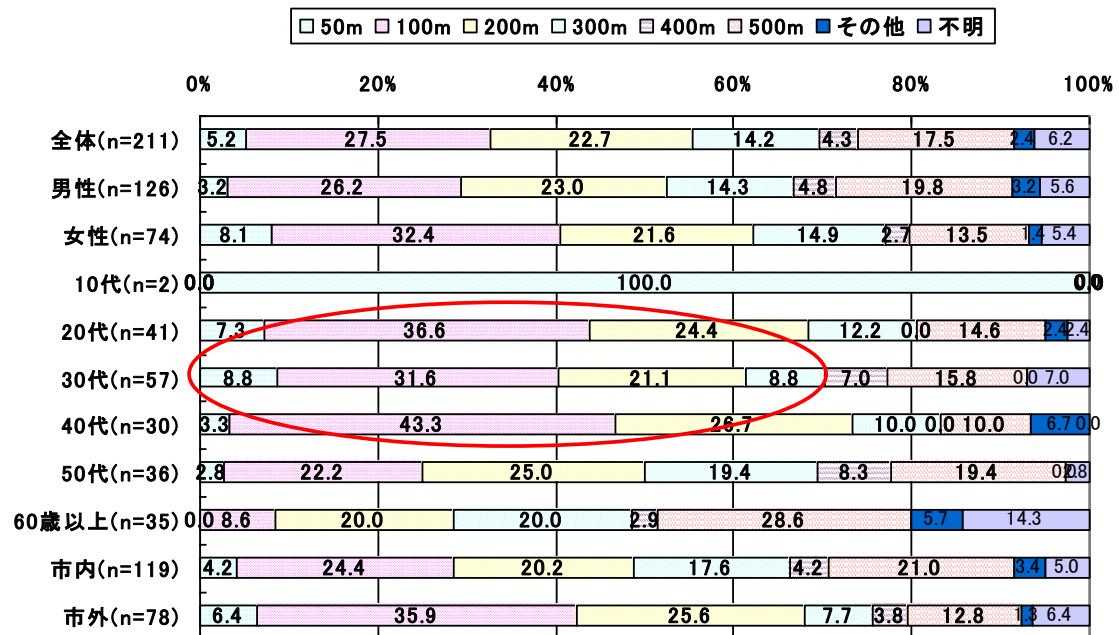 50m 100m 200m 300m 400m 500m その他 不明
0% 20% 40% 60% 80% 100%
全体(n=211) 5.2 27.5 22.7 14.2 4.3 17.5 2.4 6.2
男性(n=126) 3.2 26.2 23.0 14.3 4.8 19.8 3.2 5.6
女性(n=74) 8.1 32.4 21.6 14.9 2.7 13.5 1.4 5.4
10代(n=2) 0.0 100.0 0.0
20代(n=41) 7.3 36.6 24.4 12.2 0.0 14.6 2.4 2.4
30代(n=57) 8.8 31.6 21.1 8.8 7.0 15.8 0.0 7.0
40代(n=30) 3.3 43.3 26.7 10.0 0.0 10.0 6.7 0.0
50代(n=36) 2.8 22.2 25.0 19.4 8.3 19.4 0.0 2.8
60歳以上(n=35) 0.0 8.6 20.0 20.0 2.9 28.6 5.7 14.3
市内(n=119) 4.2 24.4 20.2 17.6 4.2 21.0 3.4 5.0
市外(n=78) 6.4 35.9 25.6 7.7 3.8 12.8 1.3 6.4